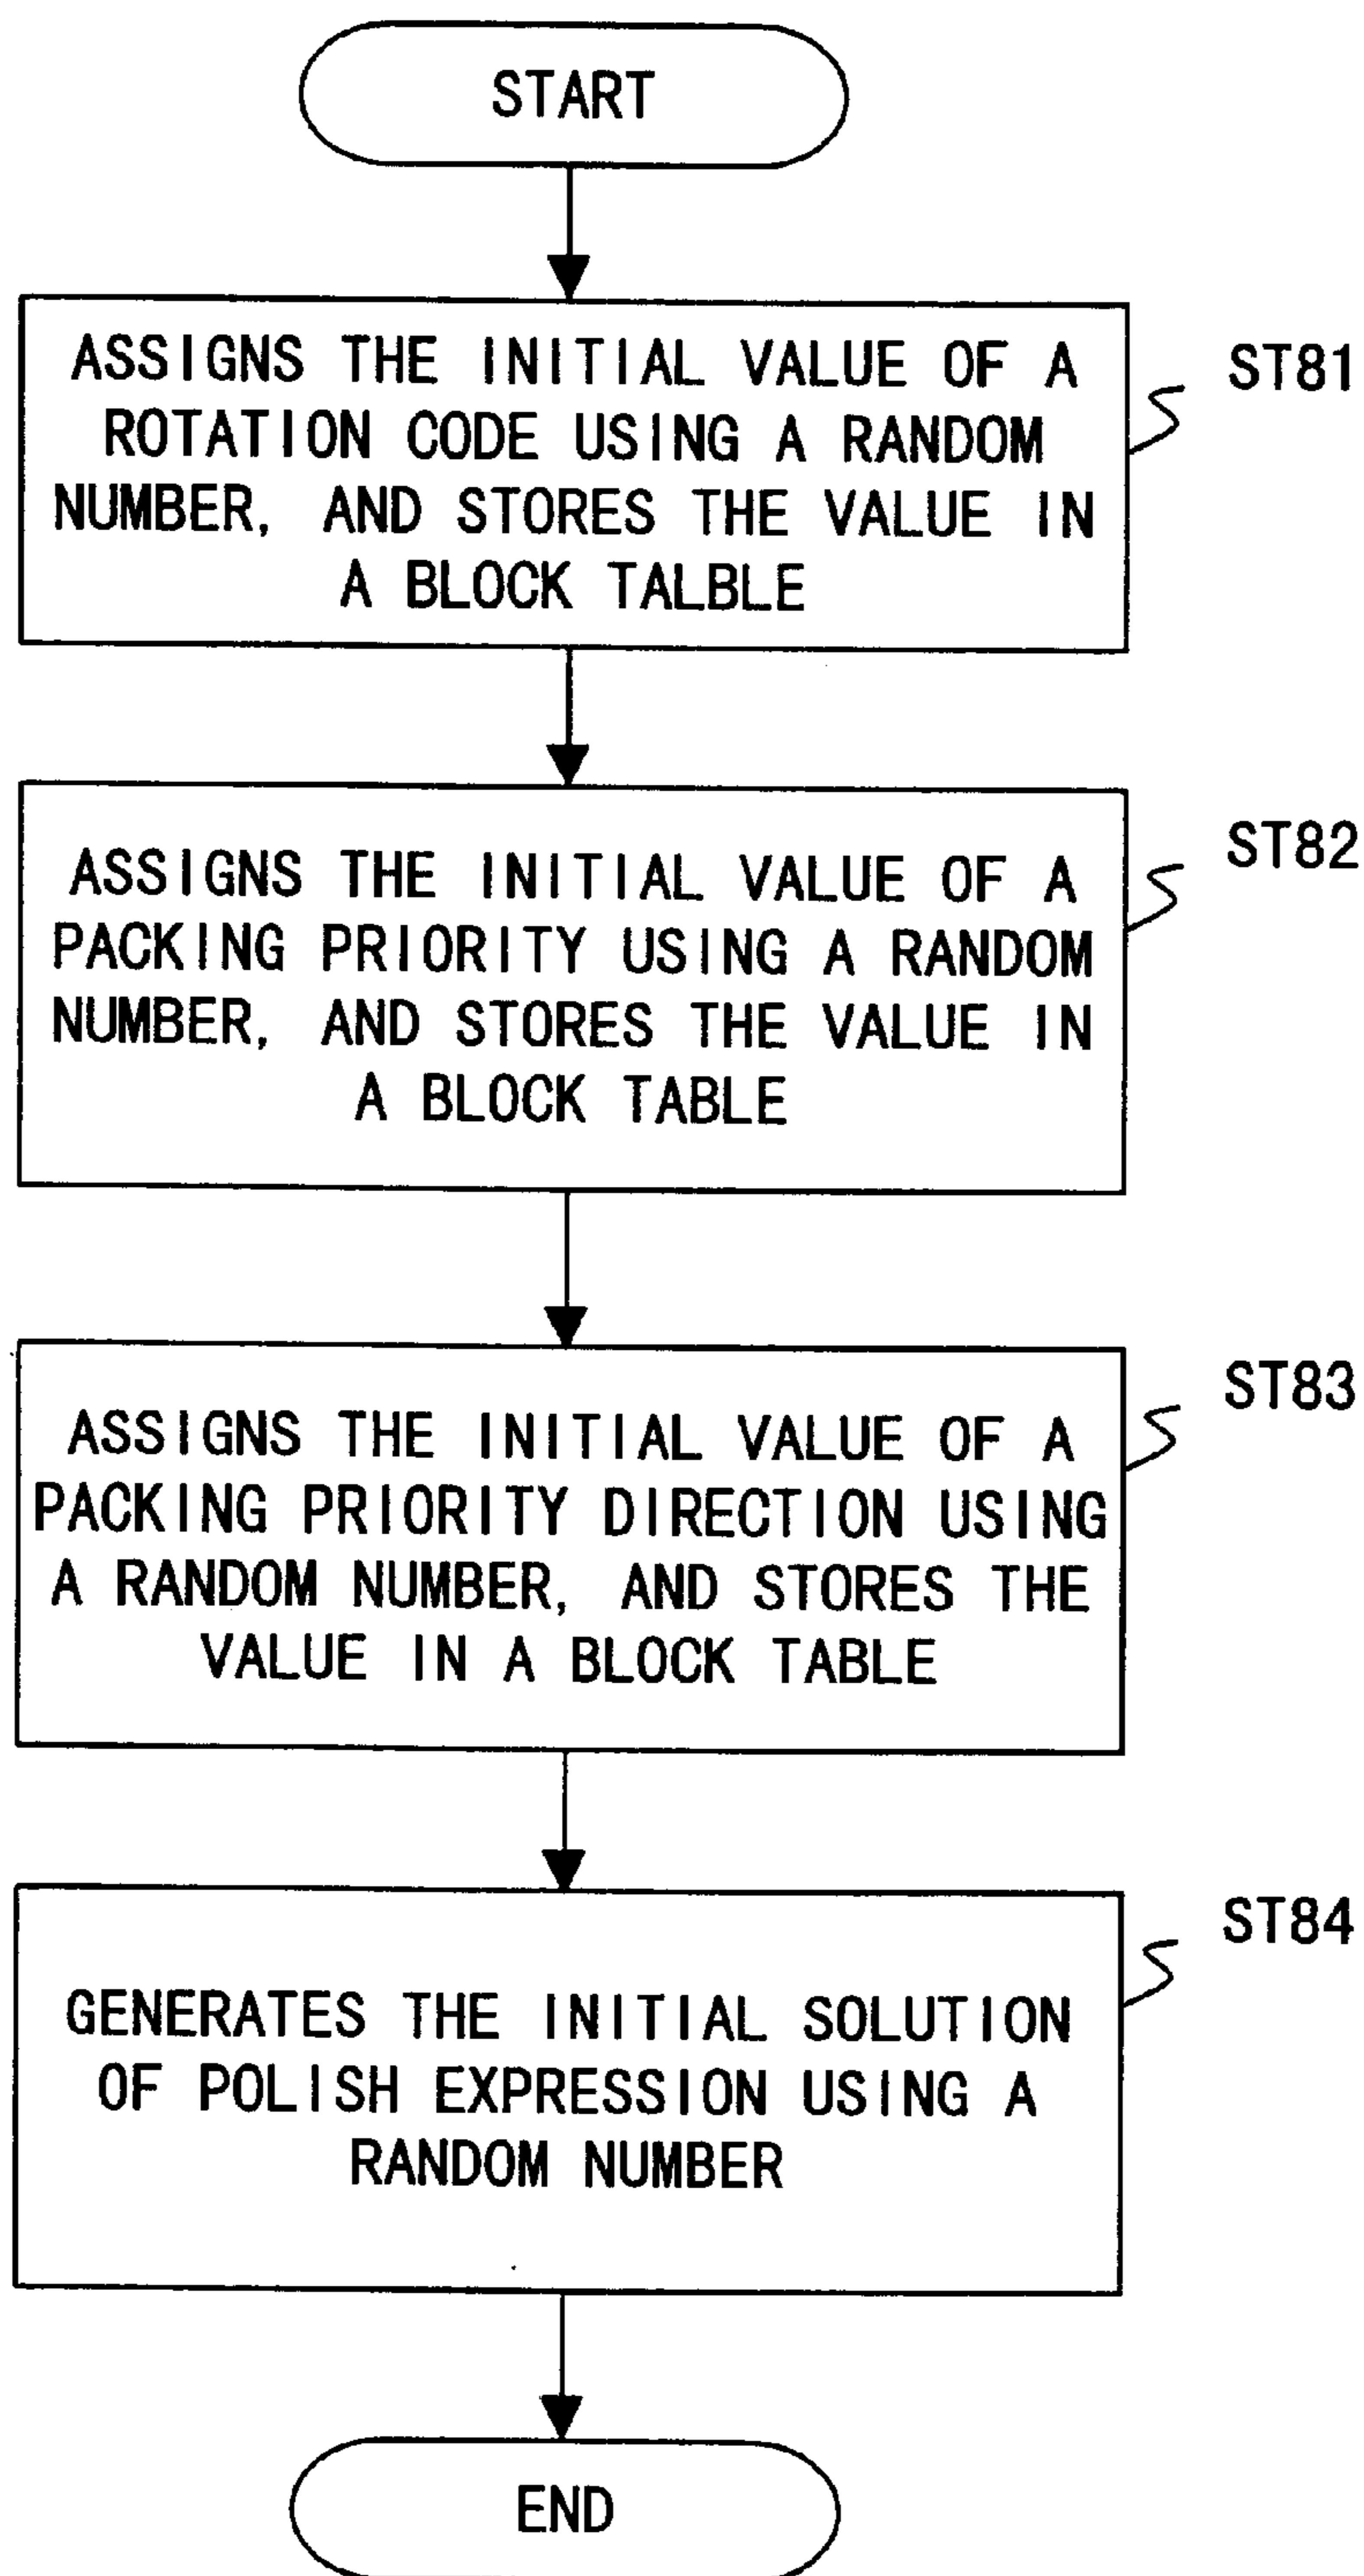 START
ASSIGNS THE INITIAL VALUE OF A
ROTATION CODE USING A RANDOM
NUMBER, AND STORES THE VALUE IN
A BLOCK TALBLE
ST81
ASSIGNS THE INITIAL VALUE OF A
PACKING PRIORITY USING A RANDOM
NUMBER, AND STORES THE VALUE IN
A BLOCK TABLE
ST82
ASSIGNS THE INITIAL VALUE OF A
PACKING PRIORITY DIRECTION USING
A RANDOM NUMBER, AND STORES THE
VALUE IN A BLOCK TABLE
ST83
GENERATES THE INITIAL SOLUTION
OF POLISH EXPRESSION USING A
RANDOM NUMBER
ST84
END